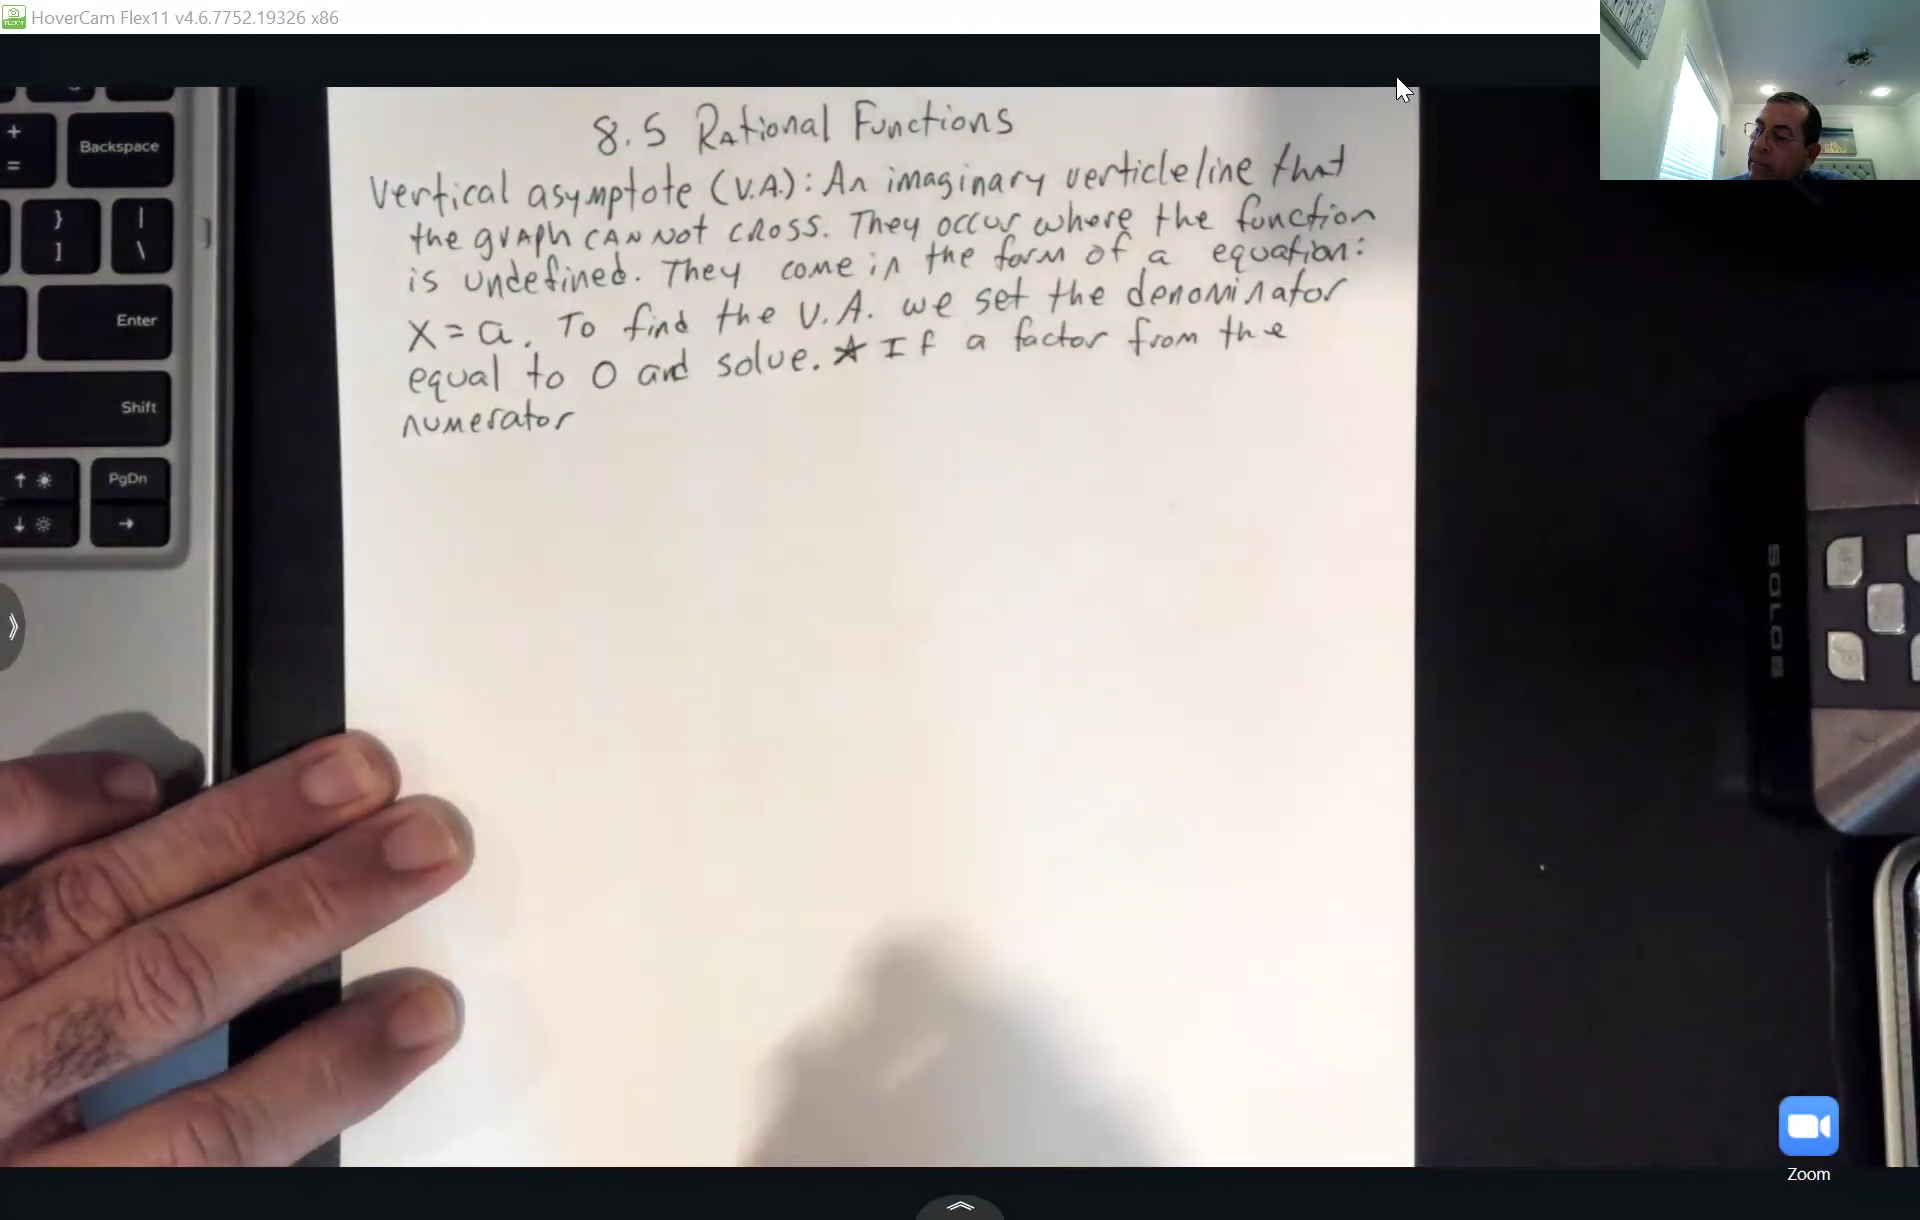 HoverCam Flex11 v4.6.7752.19326 x86
8.5 Rational Functions
Vertical asymptote (V.A.): An imaginary verticle line that
the graph cannot cross. They occur where the function
is undefined. They come in the form of a equation:
x = a. To find the V.A. we set the denominator
equal to 0 and solve. ★ If a factor from the
numerator
+
=
Backspace
}
]
|
\
Enter
Shift
↑
PgDn
↓
→
SOLDE
Zoom